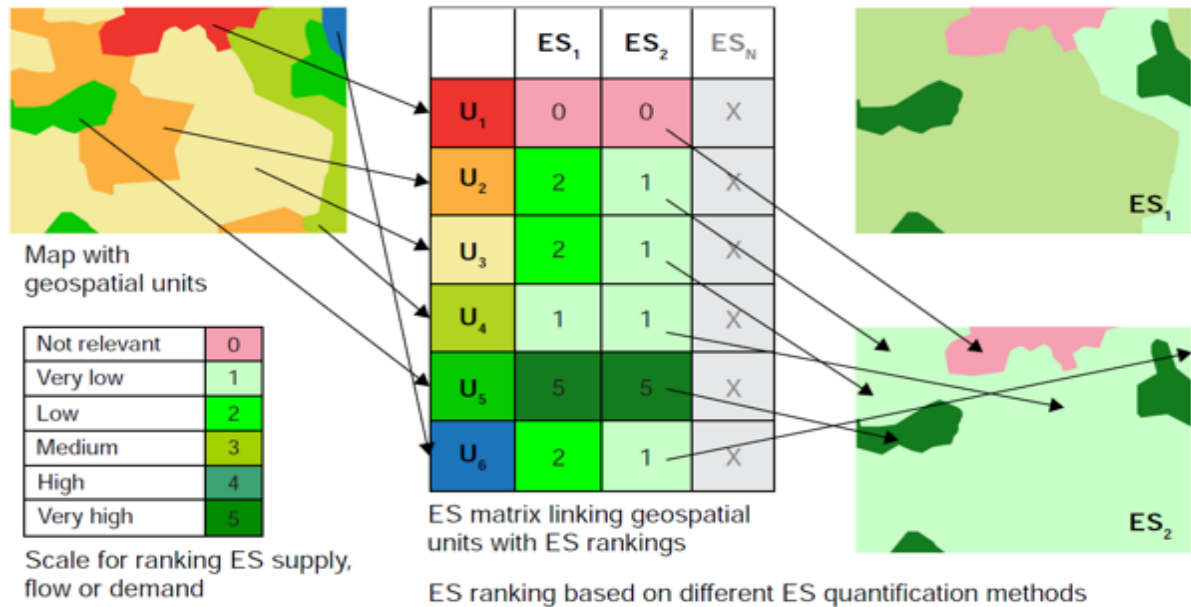 ES1 ES2 ESN
U1 0 0 X
U2 2 1 X
U3 2 1 X
U4 1 1 X
U5 5 5 X
U6 2 1 X
Map with
geospatial units
Not relevant 0
Very low 1
Low 2
Medium 3
High 4
Very high 5
Scale for ranking ES supply,
flow or demand
ES matrix linking geospatial
units with ES rankings
ES ranking based on different ES quantification methods
ES1
ES2